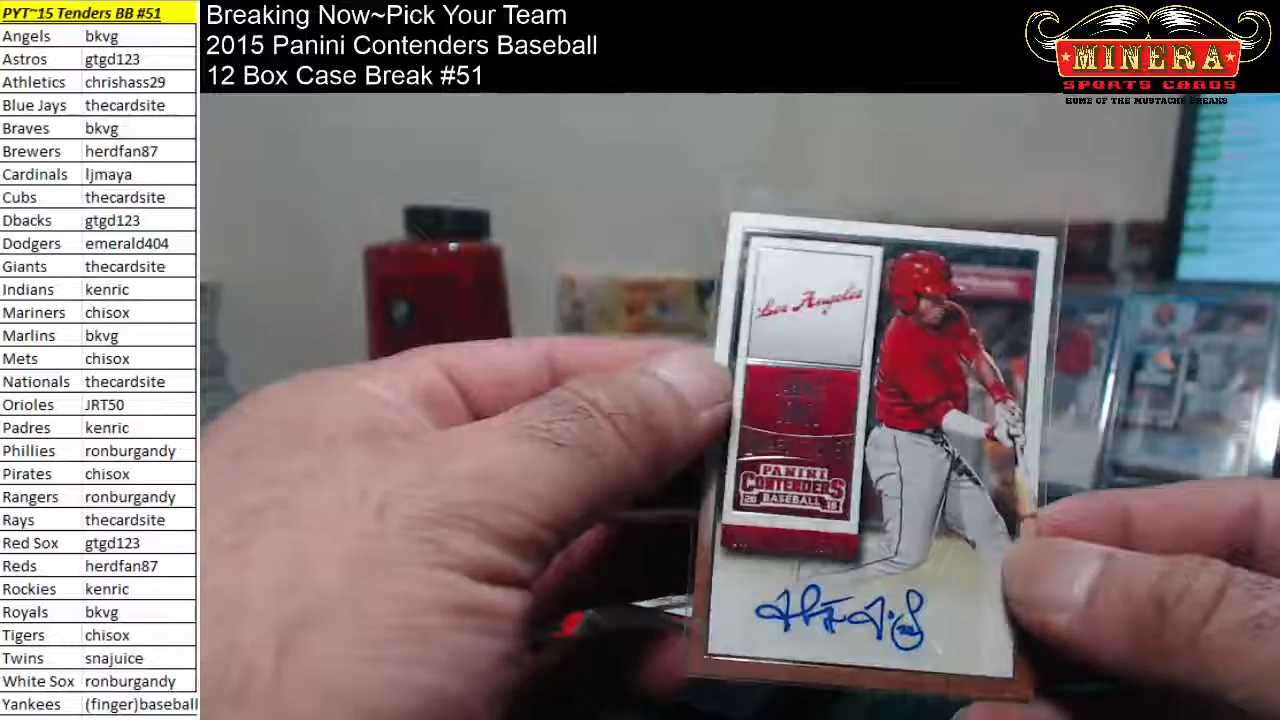 PYT~15 Tenders BB #51
Angels bkvg
Astros gtgd123
Athletics chrishass29
Blue Jays thecardsite
Braves bkvg
Brewers herdfan87
Cardinals ljmaya
Cubs thecardsite
Dbacks gtgd123
Dodgers emerald404
Giants thecardsite
Indians kenric
Mariners chisox
Marlins bkvg
Mets chisox
Nationals thecardsite
Orioles JRT50
Padres kenric
Phillies ronburgandy
Pirates chisox
Rangers ronburgandy
Rays thecardsite
Red Sox gtgd123
Reds herdfan87
Rockies kenric
Royals bkvg
Tigers chisox
Twins snajuice
White Sox ronburgandy
Yankees (finger)baseball
Breaking Now~Pick Your Team
2015 Panini Contenders Baseball
12 Box Case Break #51
MINERA
SPORTS CARDS
HOME OF THE MUSTACHE BREAKS
Los Angeles
PANINI
CONTENDERS
20 BASEBALL 15